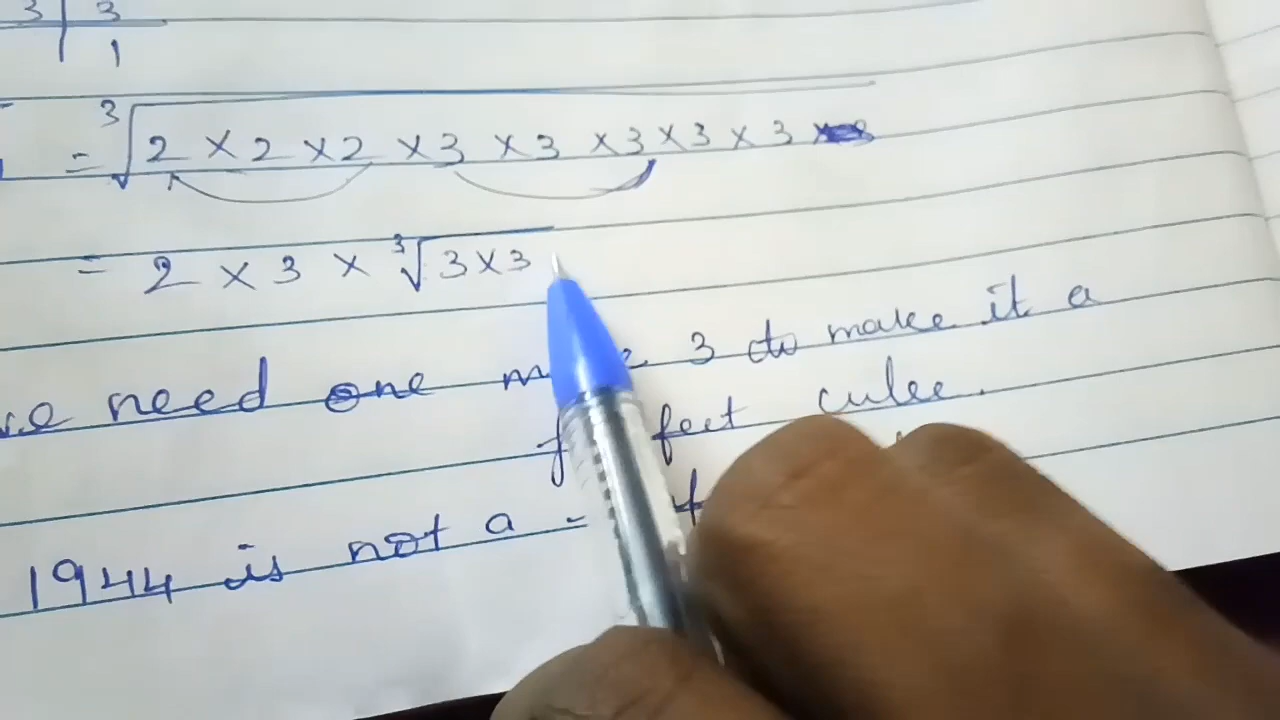 3 | 3
1
= ∛2 × 2 × 2 × 3 × 3 × 3 × 3 × 3
= 2 × 3 × ∛3 × 3
need one 3 to make it a
fect cube.
1944 is not a